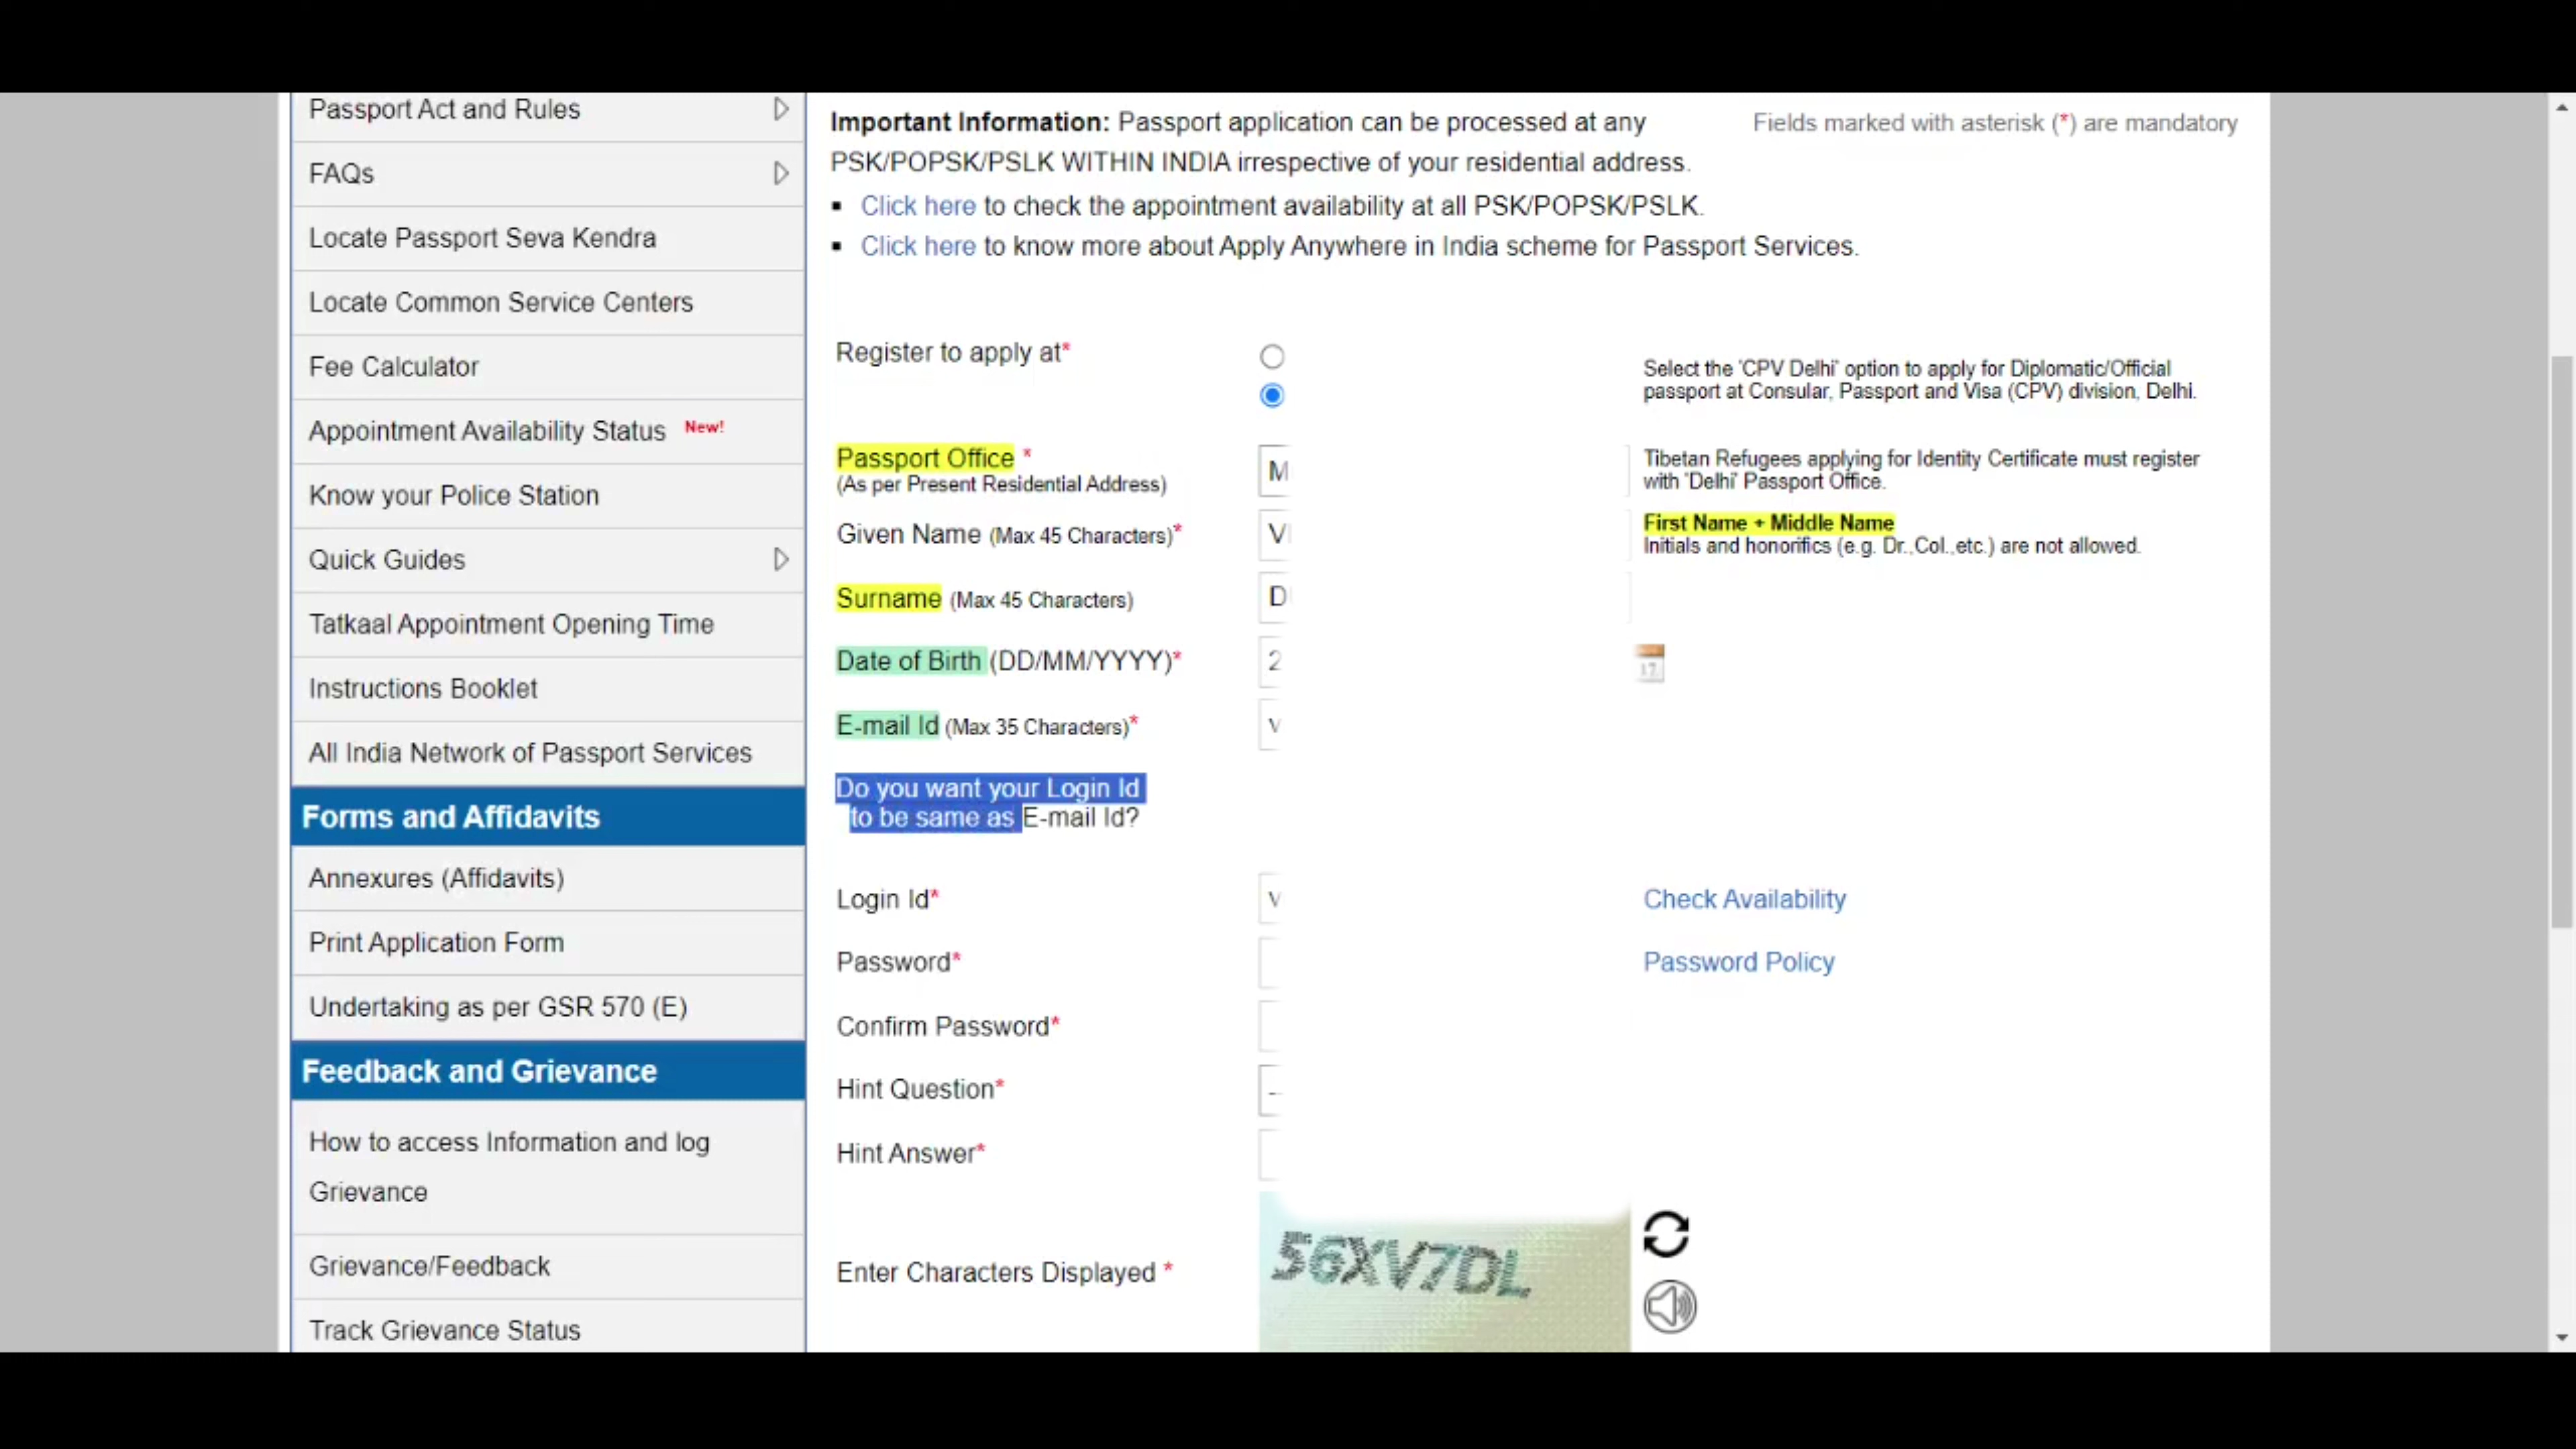 Passport Act and Rules
FAQs
Locate Passport Seva Kendra
Locate Common Service Centers
Fee Calculator
Appointment Availability Status New!
Know your Police Station
Quick Guides
Tatkaal Appointment Opening Time
Instructions Booklet
All India Network of Passport Services
Forms and Affidavits
Annexures (Affidavits)
Print Application Form
Undertaking as per GSR 570 (E)
Feedback and Grievance
How to access Information and log
Grievance
Grievance/Feedback
Track Grievance Status
Important Information: Passport application can be processed at any
PSK/POPSK/PSLK WITHIN INDIA irrespective of your residential address.
Fields marked with asterisk (*) are mandatory
Click here to check the appointment availability at all PSK/POPSK/PSLK.
Click here to know more about Apply Anywhere in India scheme for Passport Services.
Register to apply at*
Select the 'CPV Delhi' option to apply for Diplomatic/Official
passport at Consular, Passport and Visa (CPV) division, Delhi.
Passport Office *
(As per Present Residential Address)
M
Tibetan Refugees applying for Identity Certificate must register
with 'Delhi' Passport Office.
Given Name (Max 45 Characters)*
V
First Name + Middle Name
Initials and honorifics (e.g. Dr.,Col.,etc.) are not allowed.
Surname (Max 45 Characters)
D
Date of Birth (DD/MM/YYYY)*
2
17
E-mail Id (Max 35 Characters)*
v
Do you want your Login Id
to be same as E-mail Id?
Login Id*
v
Check Availability
Password*
Password Policy
Confirm Password*
Hint Question*
Hint Answer*
Enter Characters Displayed *
56XV7DL